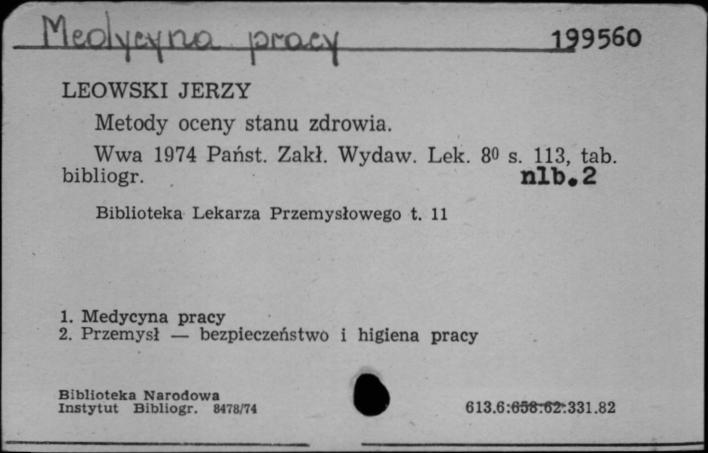 Medycyna pracy 199560
LEOWSKI JERZY
Metody oceny stanu zdrowia.
Wwa 1974 Państ. Zakł. Wydaw. Lek. 8⁰ s. 113, tab.
bibliogr. nlb.2
Biblioteka Lekarza Przemysłowego t. 11
1. Medycyna pracy
2. Przemysł — bezpieczeństwo i higiena pracy
Biblioteka Narodowa
Instytut Bibliogr. 8478/74 613.6:658:62:331.82